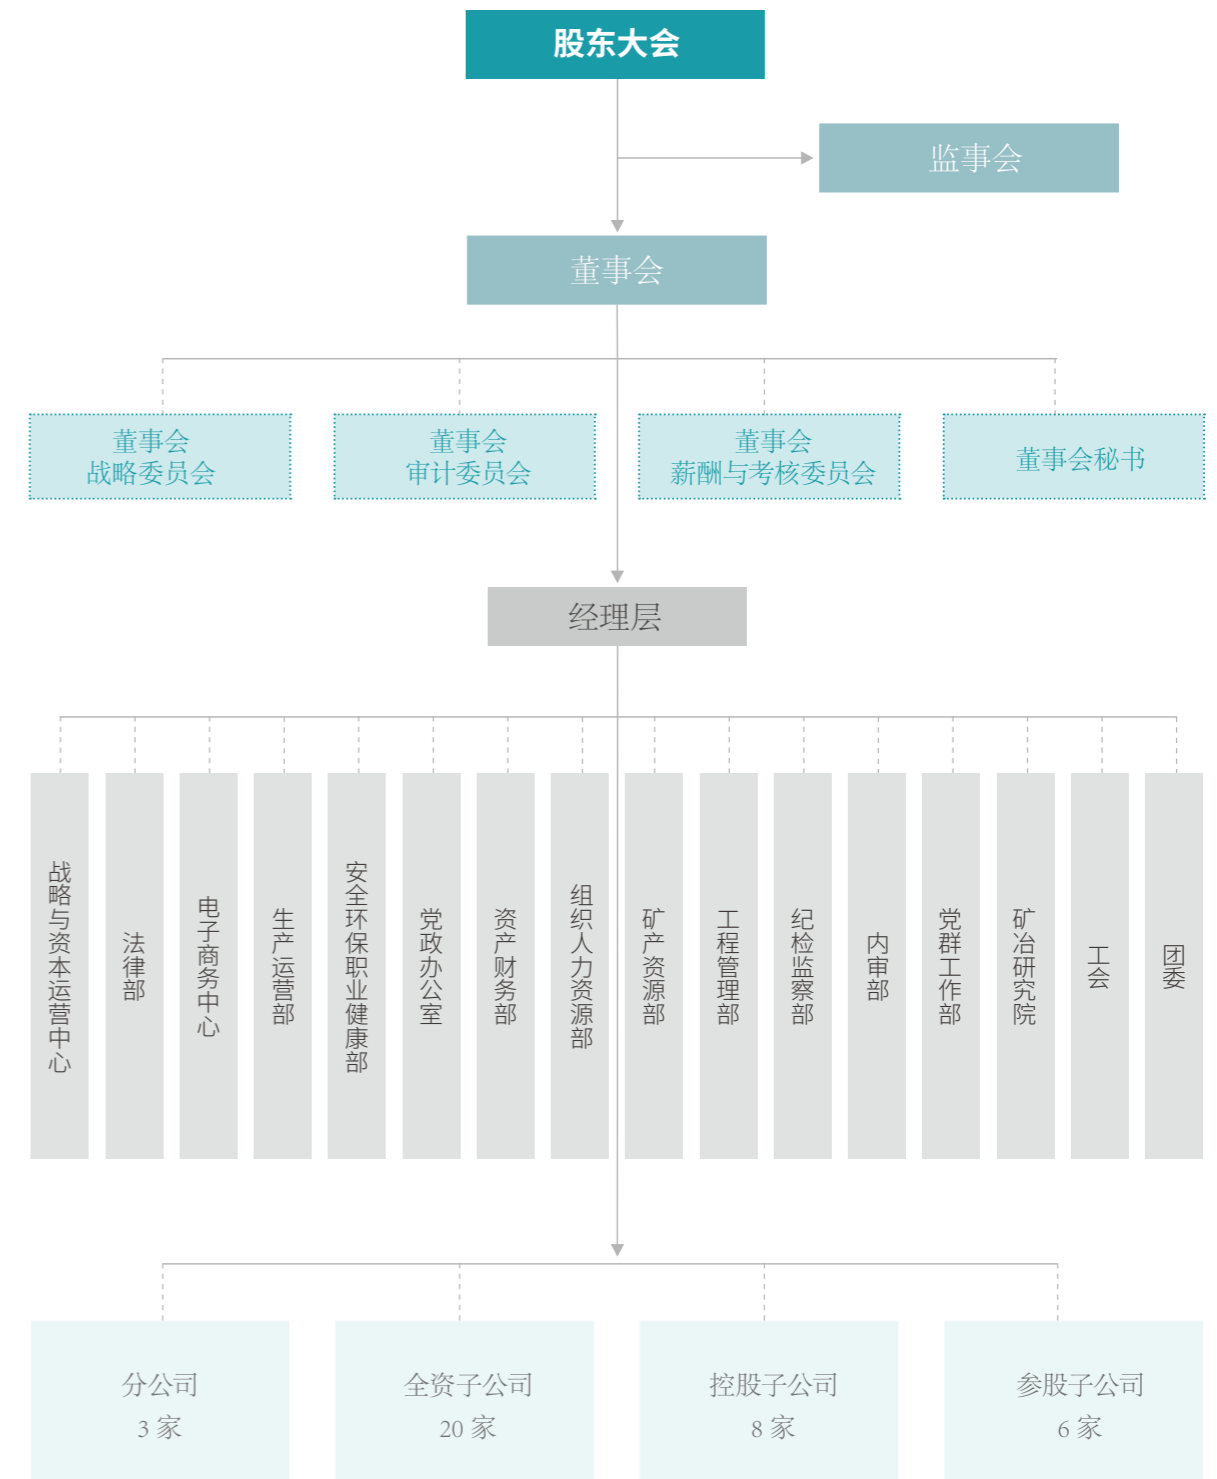 股东大会
监事会
董事会
董事会
战略委员会
董事会
审计委员会
董事会
薪酬与考核委员会
董事会秘书
经理层
战略与资本运营中心
法律部
电子商务中心
生产运营部
安全环保职业健康部
党政办公室
资产财务部
组织人力资源部
矿产资源部
工程管理部
纪检监察部
内审部
党群工作部
矿冶研究院
工会
团委
分公司
3 家
全资子公司
20 家
控股子公司
8 家
参股子公司
6 家